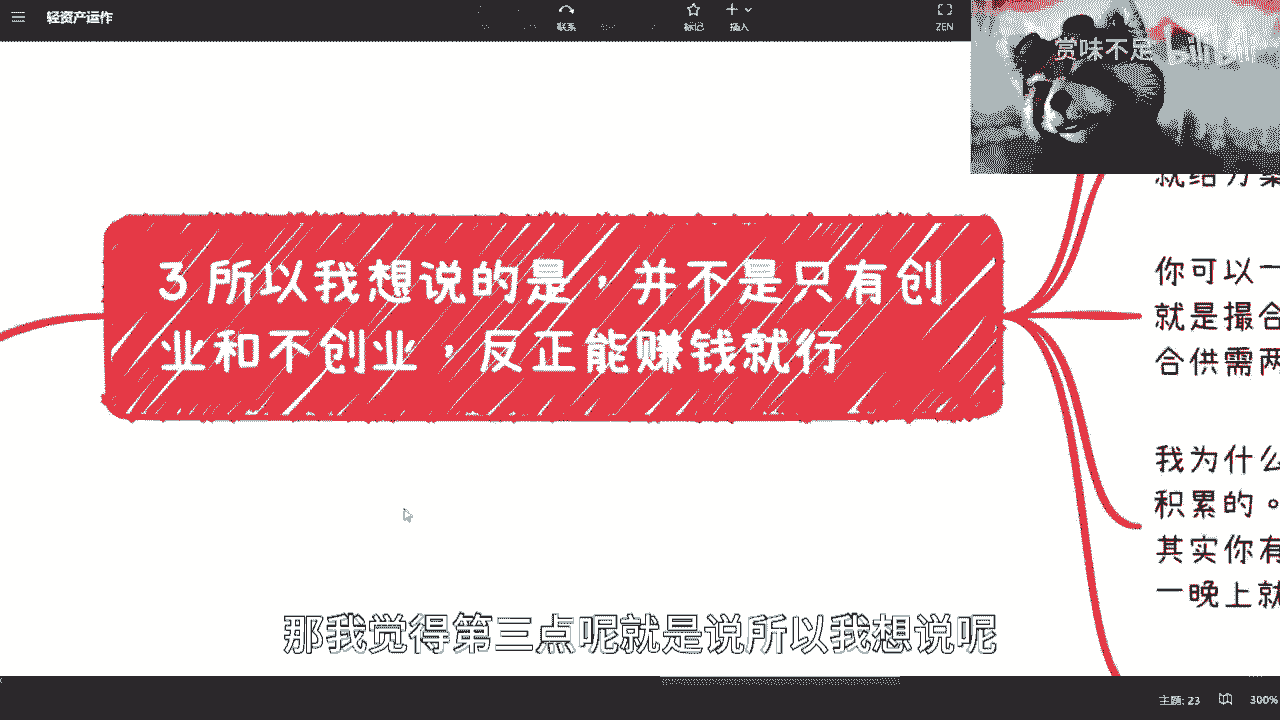 轻资产运作
联系
标记
插入
ZEN
赏味不足
就给方案
3 所以我想说的是，并不是只有创
业和不创业，反正能赚钱就行
你可以一
就是撮合
合供需两
我为什么
积累的。
其实你有
一晚上就
那我觉得第三点呢就是说所以我想说呢
主题: 23
300%